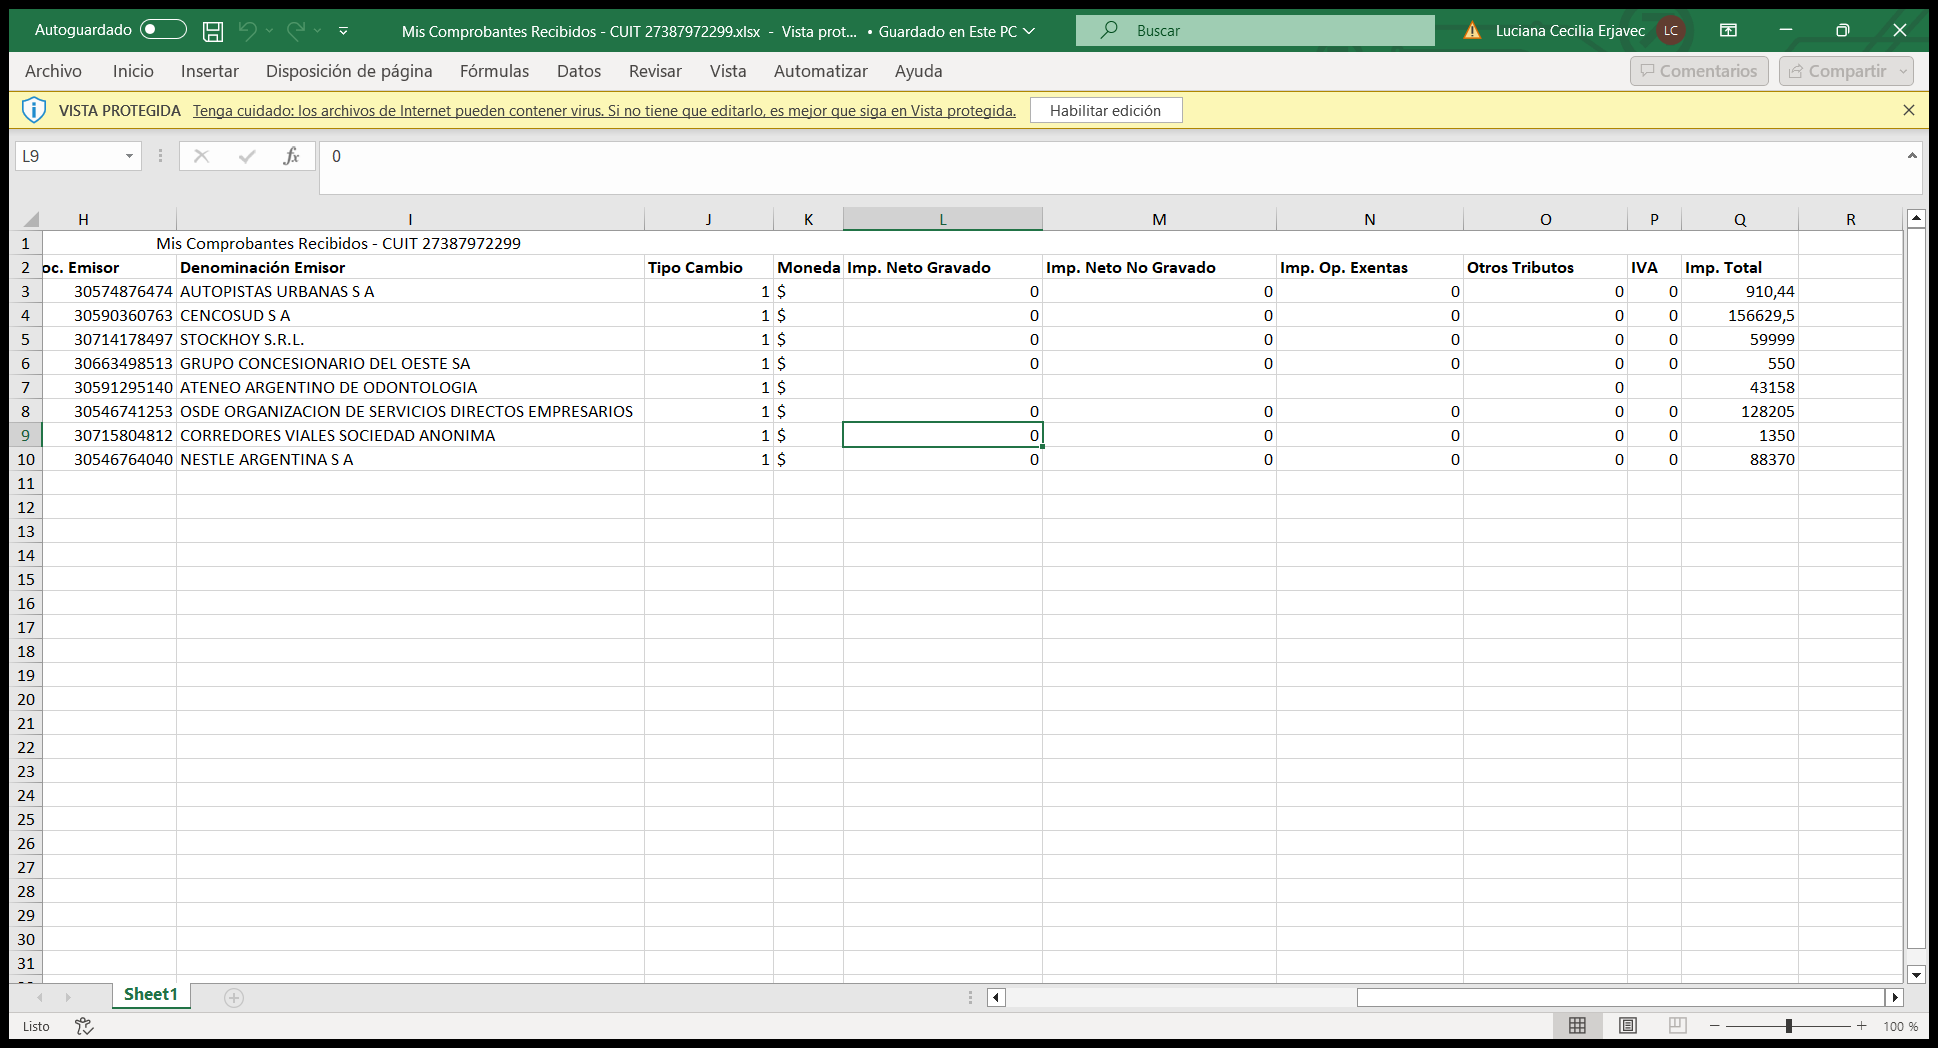 Autoguardado
Mis Comprobantes Recibidos - CUIT 27387972299.xlsx - Vista prot... • Guardado en Este PC
Buscar
Luciana Cecilia Erjavec
LC
Archivo Inicio Insertar Disposición de página Fórmulas Datos Revisar Vista Automatizar Ayuda
Comentarios Compartir
VISTA PROTEGIDA Tenga cuidado: los archivos de Internet pueden contener virus. Si no tiene que editarlo, es mejor que siga en Vista protegida. Habilitar edición
L9 fx 0
H I J K L M N O P Q R
1 Mis Comprobantes Recibidos - CUIT 27387972299
2 oc. Emisor Denominación Emisor Tipo Cambio Moneda Imp. Neto Gravado Imp. Neto No Gravado Imp. Op. Exentas Otros Tributos IVA Imp. Total
3 30574876474 AUTOPISTAS URBANAS S A 1 $ 0 0 0 0 0 910,44
4 30590360763 CENCOSUD S A 1 $ 0 0 0 0 0 156629,5
5 30714178497 STOCKHOY S.R.L. 1 $ 0 0 0 0 0 59999
6 30663498513 GRUPO CONCESIONARIO DEL OESTE SA 1 $ 0 0 0 0 0 550
7 30591295140 ATENEO ARGENTINO DE ODONTOLOGIA 1 $ 0 43158
8 30546741253 OSDE ORGANIZACION DE SERVICIOS DIRECTOS EMPRESARIOS 1 $ 0 0 0 0 0 128205
9 30715804812 CORREDORES VIALES SOCIEDAD ANONIMA 1 $ 0 0 0 0 0 1350
10 30546764040 NESTLE ARGENTINA S A 1 $ 0 0 0 0 0 88370
11
12
13
14
15
16
17
18
19
20
21
22
23
24
25
26
27
28
29
30
31
Sheet1
Listo
100 %